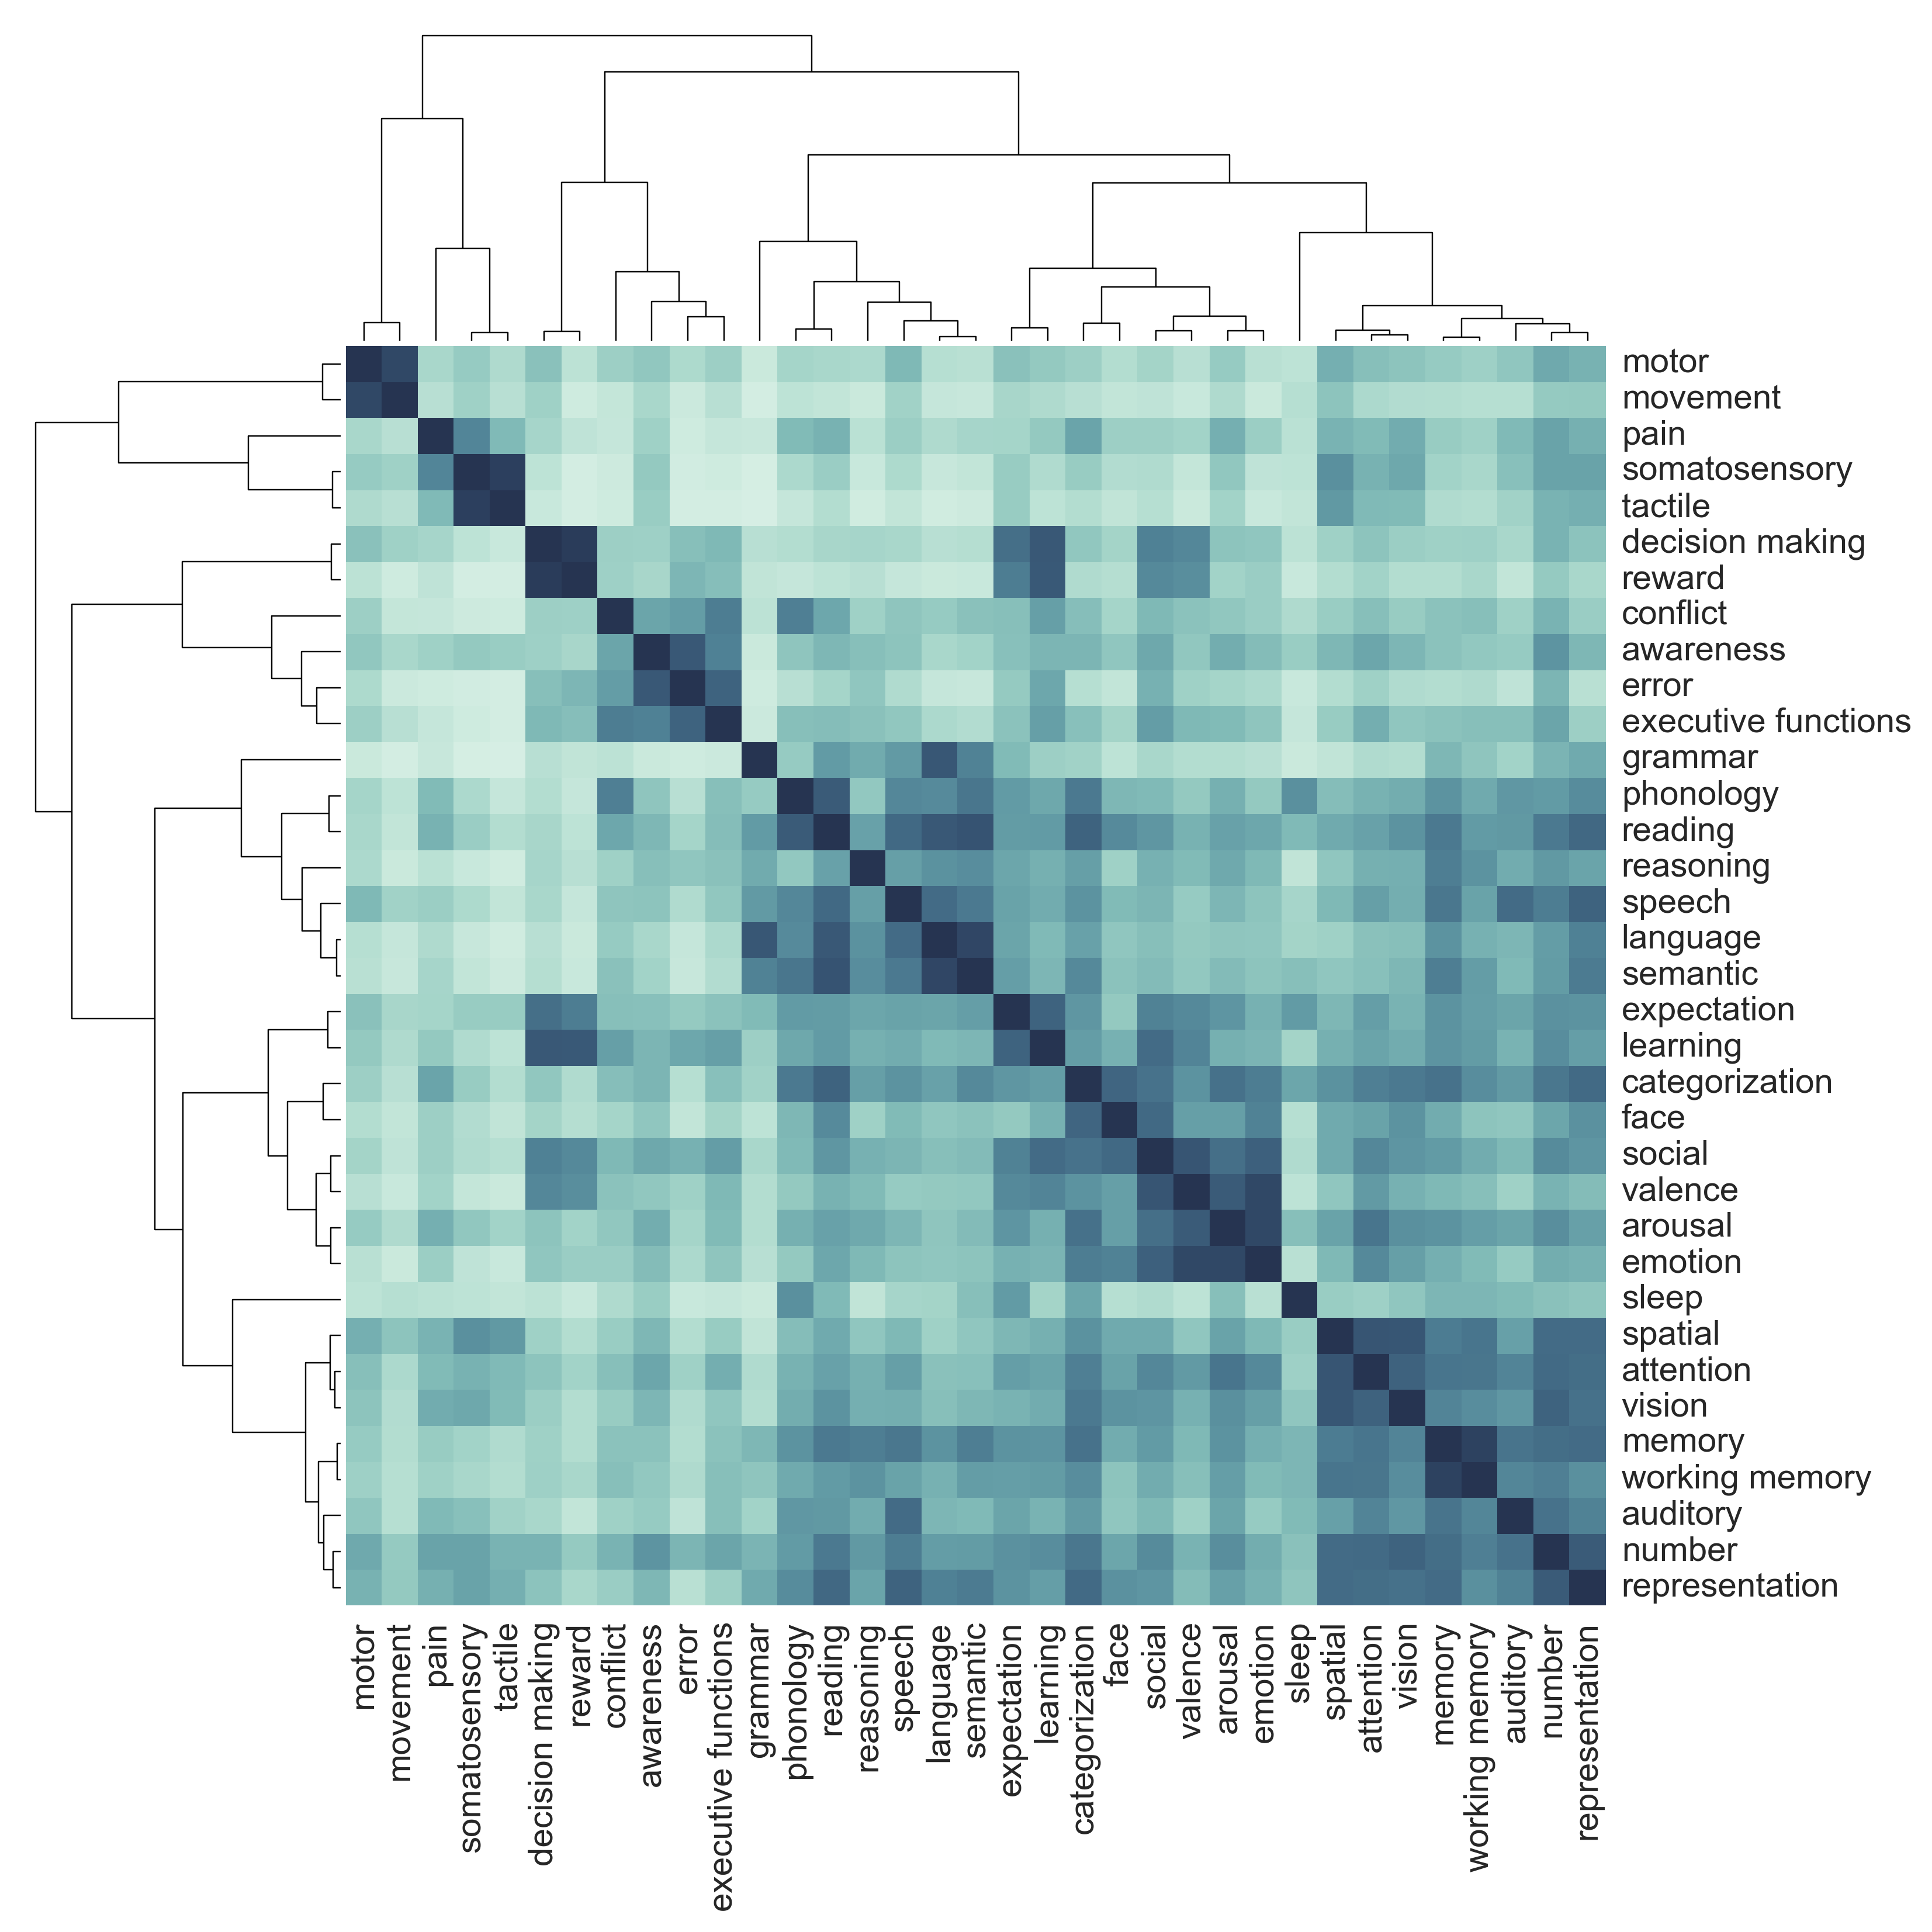 motor
movement
pain
somatosensory
tactile
decision making
reward
conflict
awareness
error
executive functions
grammar
phonology
reading
reasoning
speech
language
semantic
expectation
learning
categorization
face
social
valence
arousal
emotion
sleep
spatial
attention
vision
memory
working memory
auditory
number
representation
motor
movement
pain
somatosensory
tactile
decision making
reward
conflict
awareness
error
executive functions
grammar
phonology
reading
reasoning
speech
language
semantic
expectation
learning
categorization
face
social
valence
arousal
emotion
sleep
spatial
attention
vision
memory
working memory
auditory
number
representation